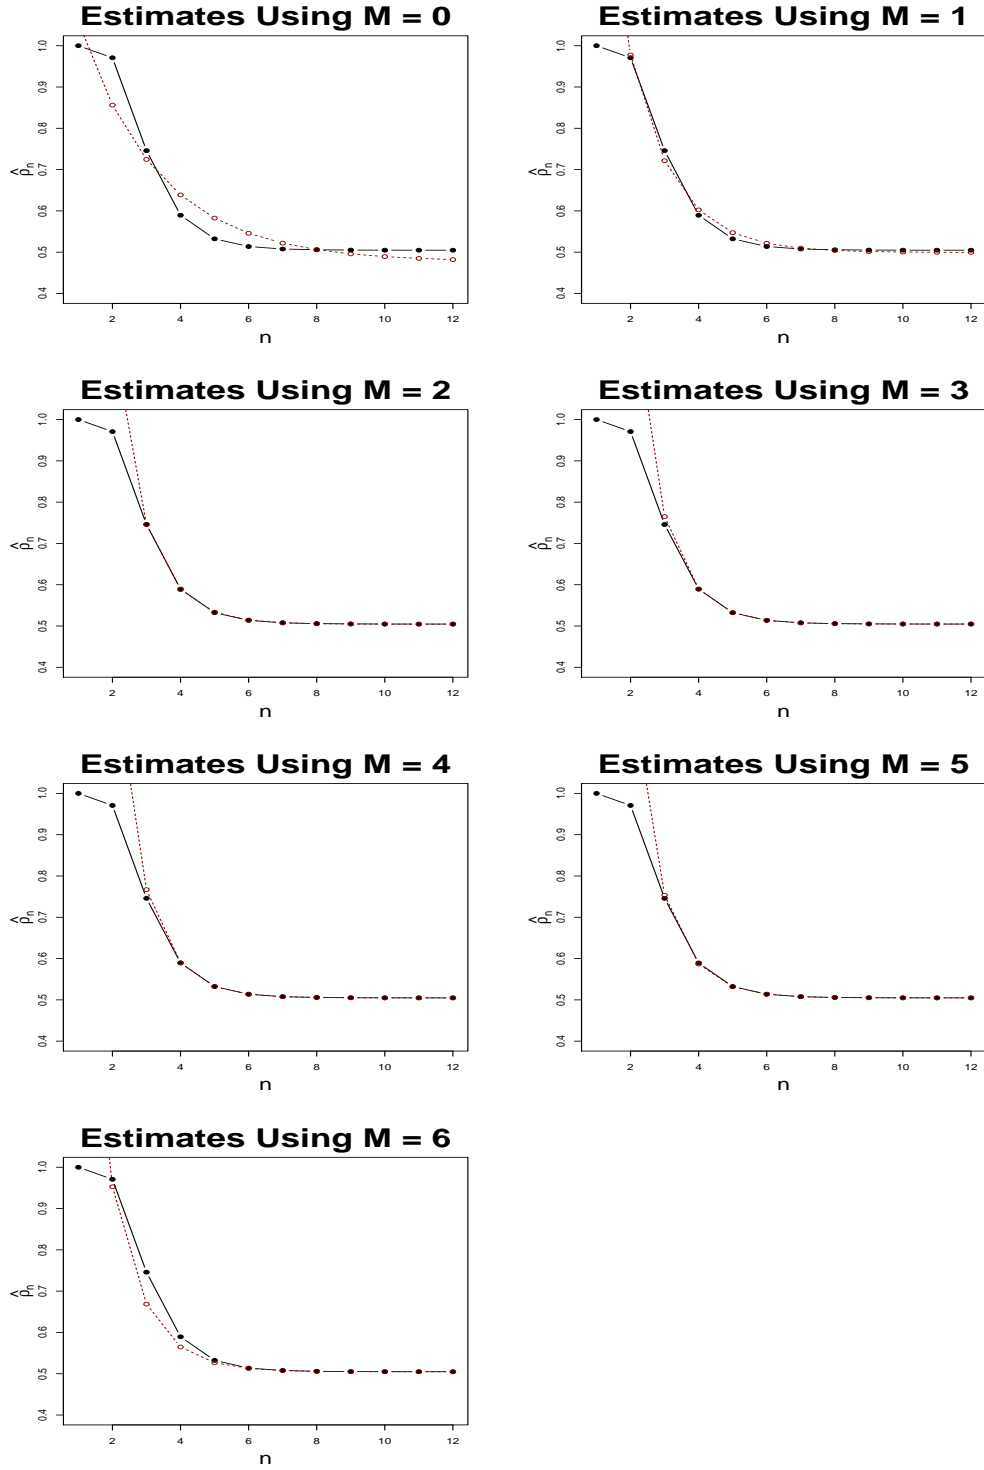 Estimates Using M = 0
1.0
0.9
0.8
0.7
0.6
0.5
0.4
ρ̂n
2 4 6 8 10 12
n
Estimates Using M = 1
1.0
0.9
0.8
0.7
0.6
0.5
0.4
ρ̂n
2 4 6 8 10 12
n
Estimates Using M = 2
1.0
0.9
0.8
0.7
0.6
0.5
0.4
ρ̂n
2 4 6 8 10 12
n
Estimates Using M = 3
1.0
0.9
0.8
0.7
0.6
0.5
0.4
ρ̂n
2 4 6 8 10 12
n
Estimates Using M = 4
1.0
0.9
0.8
0.7
0.6
0.5
0.4
ρ̂n
2 4 6 8 10 12
n
Estimates Using M = 5
1.0
0.9
0.8
0.7
0.6
0.5
0.4
ρ̂n
2 4 6 8 10 12
n
Estimates Using M = 6
1.0
0.9
0.8
0.7
0.6
0.5
0.4
ρ̂n
2 4 6 8 10 12
n